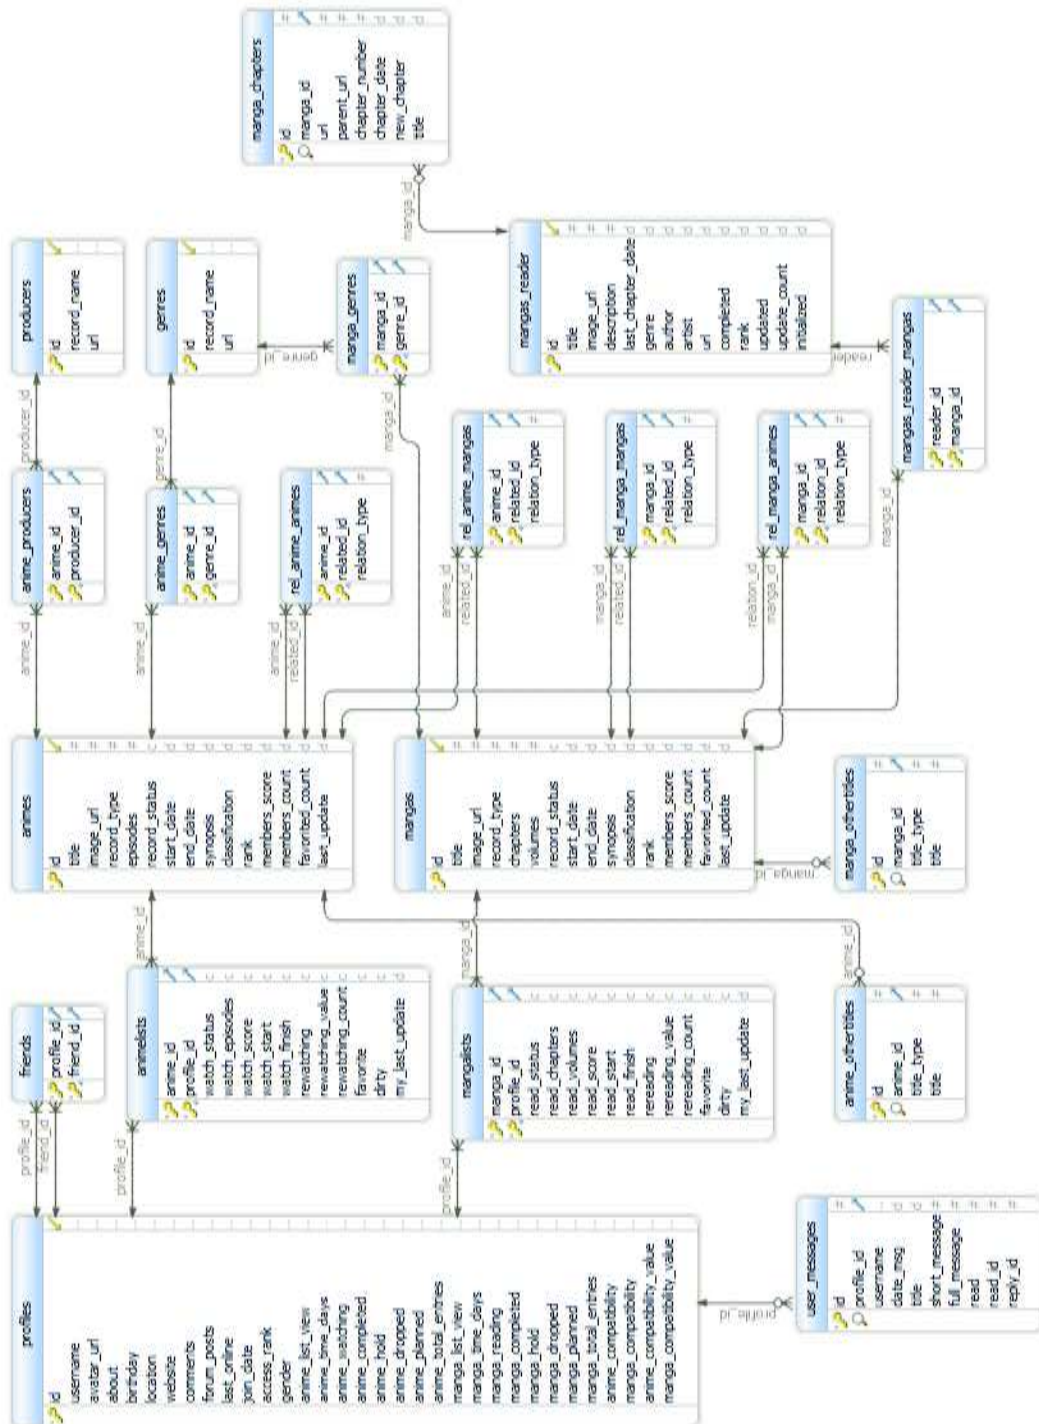 profiles
id
username
avatar_url
about
birthday
location
website
comments
forum_posts
last_online
join_date
access_rank
gender
anime_list_view
anime_time_days
anime_watching
anime_completed
anime_hold
anime_dropped
anime_planned
anime_total_entries
manga_list_view
manga_time_days
manga_reading
manga_completed
manga_hold
manga_dropped
manga_planned
manga_total_entries
anime_compatibility
manga_compatibility
anime_compatibility_value
manga_compatibility_value
profile_id
user_messages
id
profile_id
username
date_msg
title
short_message
full_message
read
read_id
reply_id
profile_id
friend_id
friends
profile_id
friend_id
profile_id
animelists
anime_id
profile_id
watch_status
watch_episodes
watch_score
watch_start
watch_finish
rewatching
rewatching_value
rewatching_count
favorite
dirty
my_last_update
profile_id
mangalists
manga_id
profile_id
read_status
read_chapters
read_volumes
read_score
read_start
read_finish
rereading
rereading_value
rereading_count
favorite
dirty
my_last_update
anime_othertitles
id
anime_id
title_type
title
anime_id
manga_id
anime_id
animes
id
title
image_url
record_type
episodes
record_status
start_date
end_date
synopsis
classification
rank
members_score
members_count
favorited_count
last_update
mangas
id
title
image_url
record_type
chapters
volumes
record_status
start_date
end_date
synopsis
classification
rank
members_score
members_count
favorited_count
last_update
manga_id
manga_othertitles
id
manga_id
title_type
title
anime_id
anime_id
anime_id
related_id
anime_id
related_id
manga_id
related_id
relation_id
manga_id
manga_id
manga_id
anime_producers
anime_id
producer_id
anime_genres
anime_id
genre_id
rel_anime_animes
anime_id
related_id
relation_type
rel_anime_mangas
anime_id
related_id
relation_type
rel_manga_mangas
manga_id
related_id
relation_type
rel_manga_animes
manga_id
relation_id
relation_type
mangas_reader_mangas
reader_id
manga_id
producer_id
genre_id
producers
id
record_name
url
genres
id
record_name
url
genre_id
manga_genres
manga_id
genre_id
mangas_reader
id
title
image_url
description
last_chapter_date
genre
author
artist
url
completed
rank
updated
update_count
initialized
manga_id
manga_chapters
id
manga_id
url
parent_url
chapter_number
chapter_date
new_chapter
title